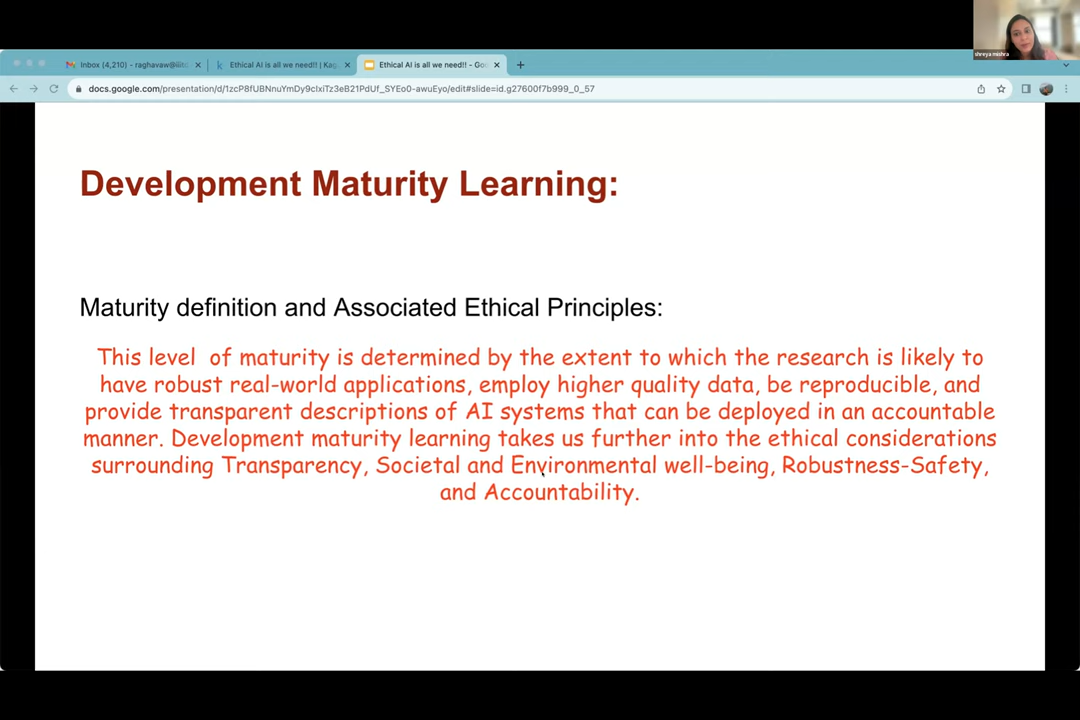 shreya mishra
Inbox (4,210) - raghavaw@iiit
Ethical AI is all we need!! | Kag
Ethical AI is all we need!! - Goo
docs.google.com/presentation/d/1zcP8fUBNnuYmDy9cIxiTz3eB21PdUf_SYEo0-awuEyo/edit#slide=id.g27600f7b999_0_57
Development Maturity Learning:
Maturity definition and Associated Ethical Principles:
This level of maturity is determined by the extent to which the research is likely to
have robust real-world applications, employ higher quality data, be reproducible, and
provide transparent descriptions of AI systems that can be deployed in an accountable
manner. Development maturity learning takes us further into the ethical considerations
surrounding Transparency, Societal and Environmental well-being, Robustness-Safety,
and Accountability.